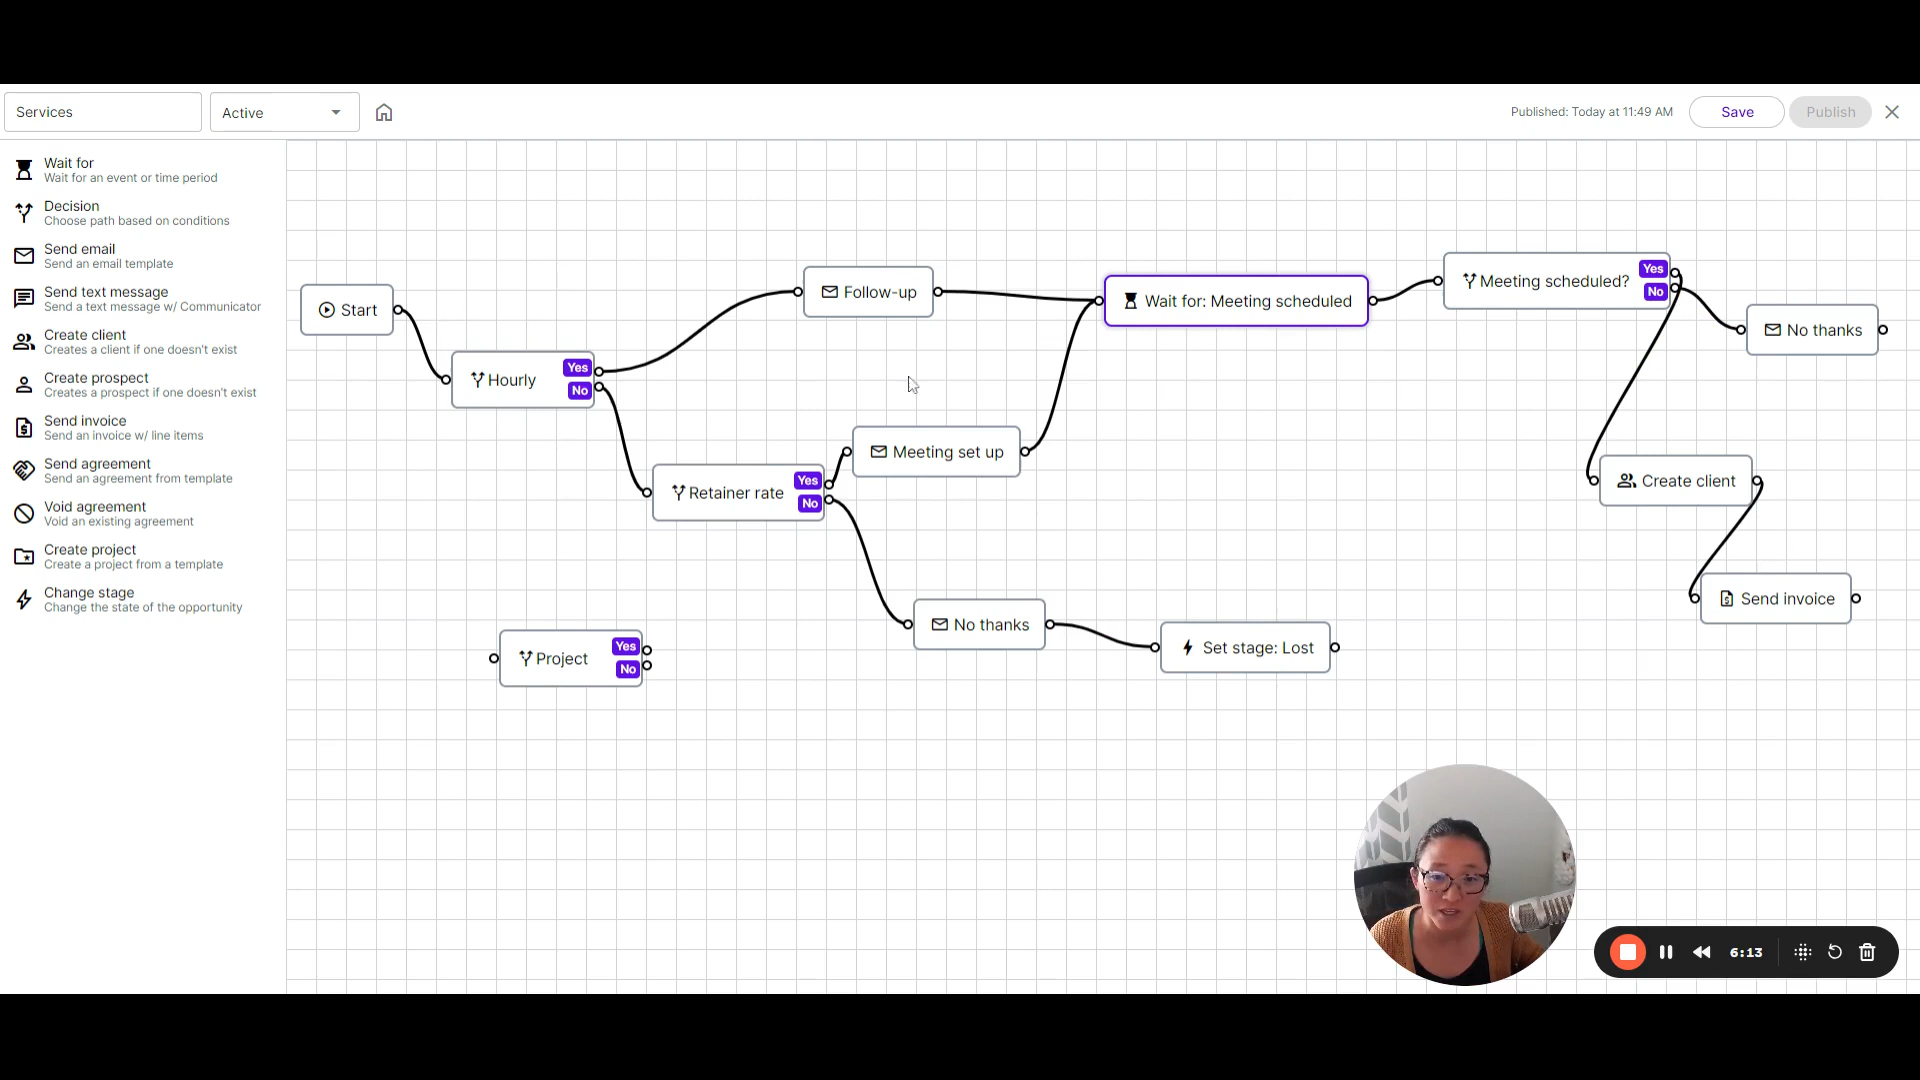 Services
Active
Published: Today at 11:49 AM
Save
Publish
Wait for
Wait for an event or time period
Decision
Choose path based on conditions
Send email
Send an email template
Send text message
Send a text message w/ Communicator
Create client
Creates a client if one doesn't exist
Create prospect
Creates a prospect if one doesn't exist
Send invoice
Send an invoice w/ line items
Send agreement
Send an agreement from template
Void agreement
Void an existing agreement
Create project
Create a project from a template
Change stage
Change the state of the opportunity
Start
Hourly
Yes
No
Follow-up
Wait for: Meeting scheduled
Meeting scheduled?
Yes
No
No thanks
Retainer rate
Yes
No
Meeting set up
Create client
Send invoice
No thanks
Set stage: Lost
Project
Yes
No
6:13